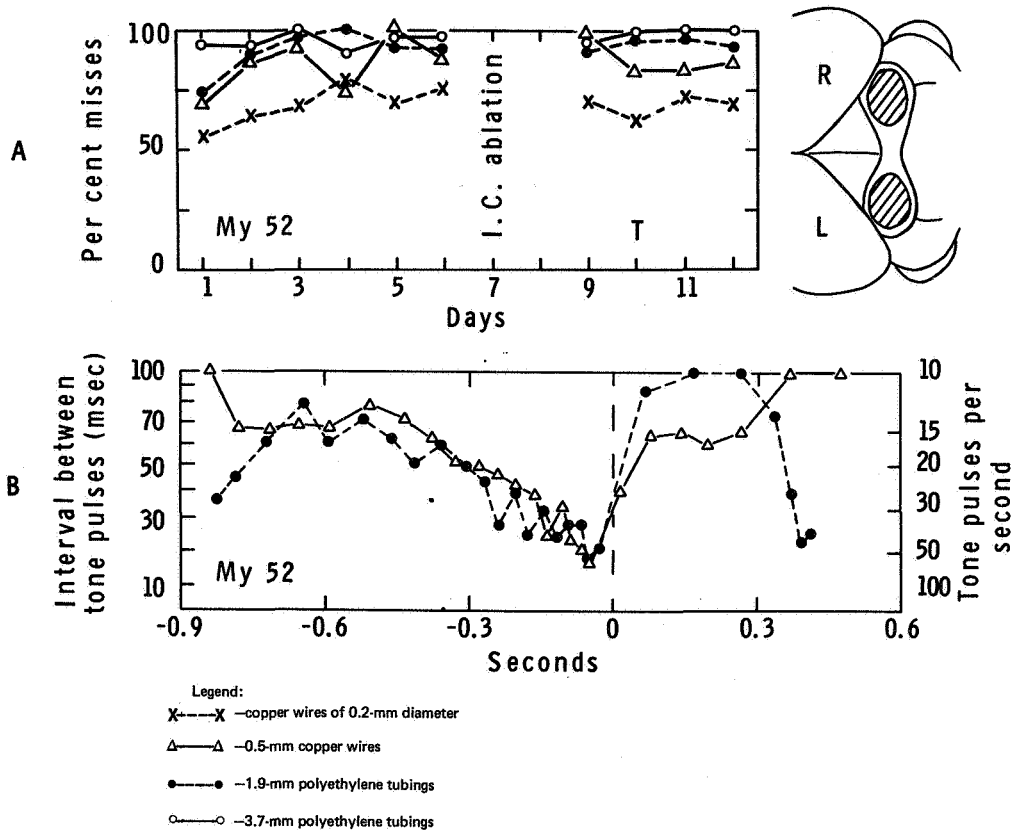 A
Per cent misses
100
50
0
My 52
I.C. ablation
T
1 3 5 7 9 11
Days
R
L
B
Interval between
tone pulses (msec)
100
70
50
30
10
My 52
10
15
20
30
50
100
Tone pulses per
second
-0.9 -0.6 -0.3 0 0.3 0.6
Seconds
Legend:
X-----X –copper wires of 0.2-mm diameter
–0.5-mm copper wires
–1.9-mm polyethylene tubings
–3.7-mm polyethylene tubings